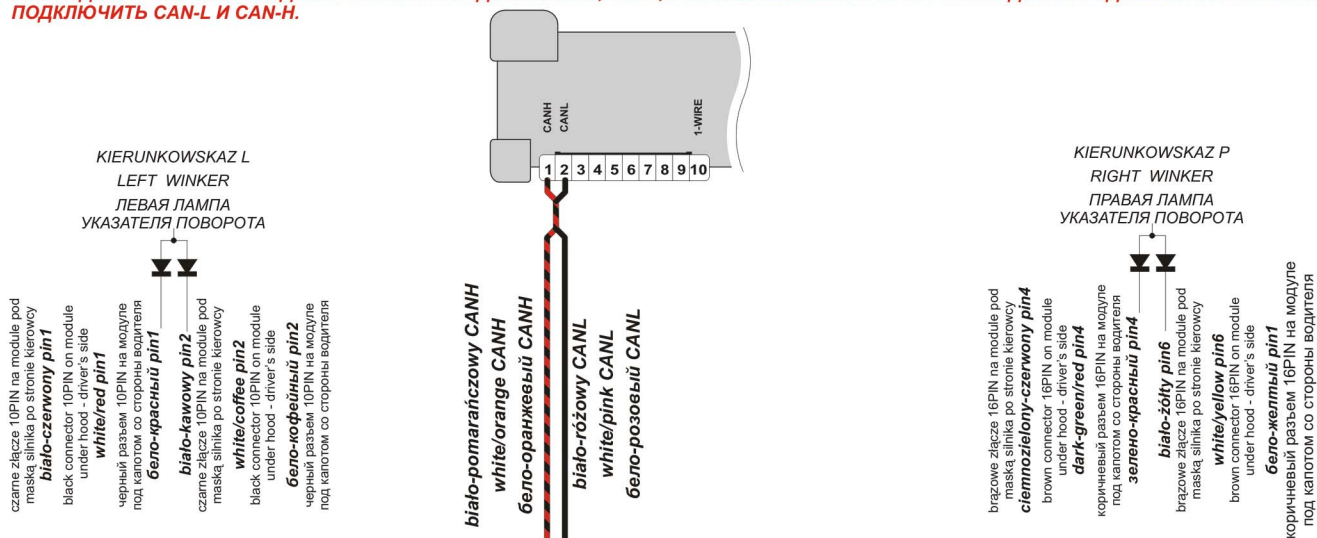 ПОДКЛЮЧИТЬ CAN-L И CAN-H.
CANH
CANL
1-WIRE
1 2 3 4 5 6 7 8 9 10
KIERUNKOWSKAZ L
LEFT WINKER
ЛЕВАЯ ЛАМПА
УКАЗАТЕЛЯ ПОВОРОТА
czarne złącze 10PIN na module pod
maską silnika po stronie kierowcy
biało-czerwony pin1
black connector 10PIN on module
under hood - driver's side
white/red pin1
черный разъем 10PIN на модуле
под капотом со стороны водителя
бело-красный pin1
biało-kawowy pin2
czarne złącze 10PIN na module pod
maską silnika po stronie kierowcy
white/coffee pin2
black connector 10PIN on module
under hood - driver's side
бело-кофейный pin2
черный разъем 10PIN на модуле
под капотом со стороны водителя
biało-pomarańczowy CANH
white/orange CANH
бело-оранжевый CANH
biało-różowy CANL
white/pink CANL
бело-розовый CANL
KIERUNKOWSKAZ P
RIGHT WINKER
ПРАВАЯ ЛАМПА
УКАЗАТЕЛЯ ПОВОРОТА
brązowe złącze 16PIN na module pod
maską silnika po stronie kierowcy
ciemnozielony-czerwony pin4
brown connector 16PIN on module
under hood - driver's side
dark-green/red pin4
коричневый разъем 16PIN на модуле
под капотом со стороны водителя
зелено-красный pin4
biało-żółty pin6
brązowe złącze 16PIN na module pod
maską silnika po stronie kierowcy
white/yellow pin6
brown connector 16PIN on module
under hood - driver's side
бело-желтый pin1
коричневый разъем 16PIN на модуле
под капотом со стороны водителя